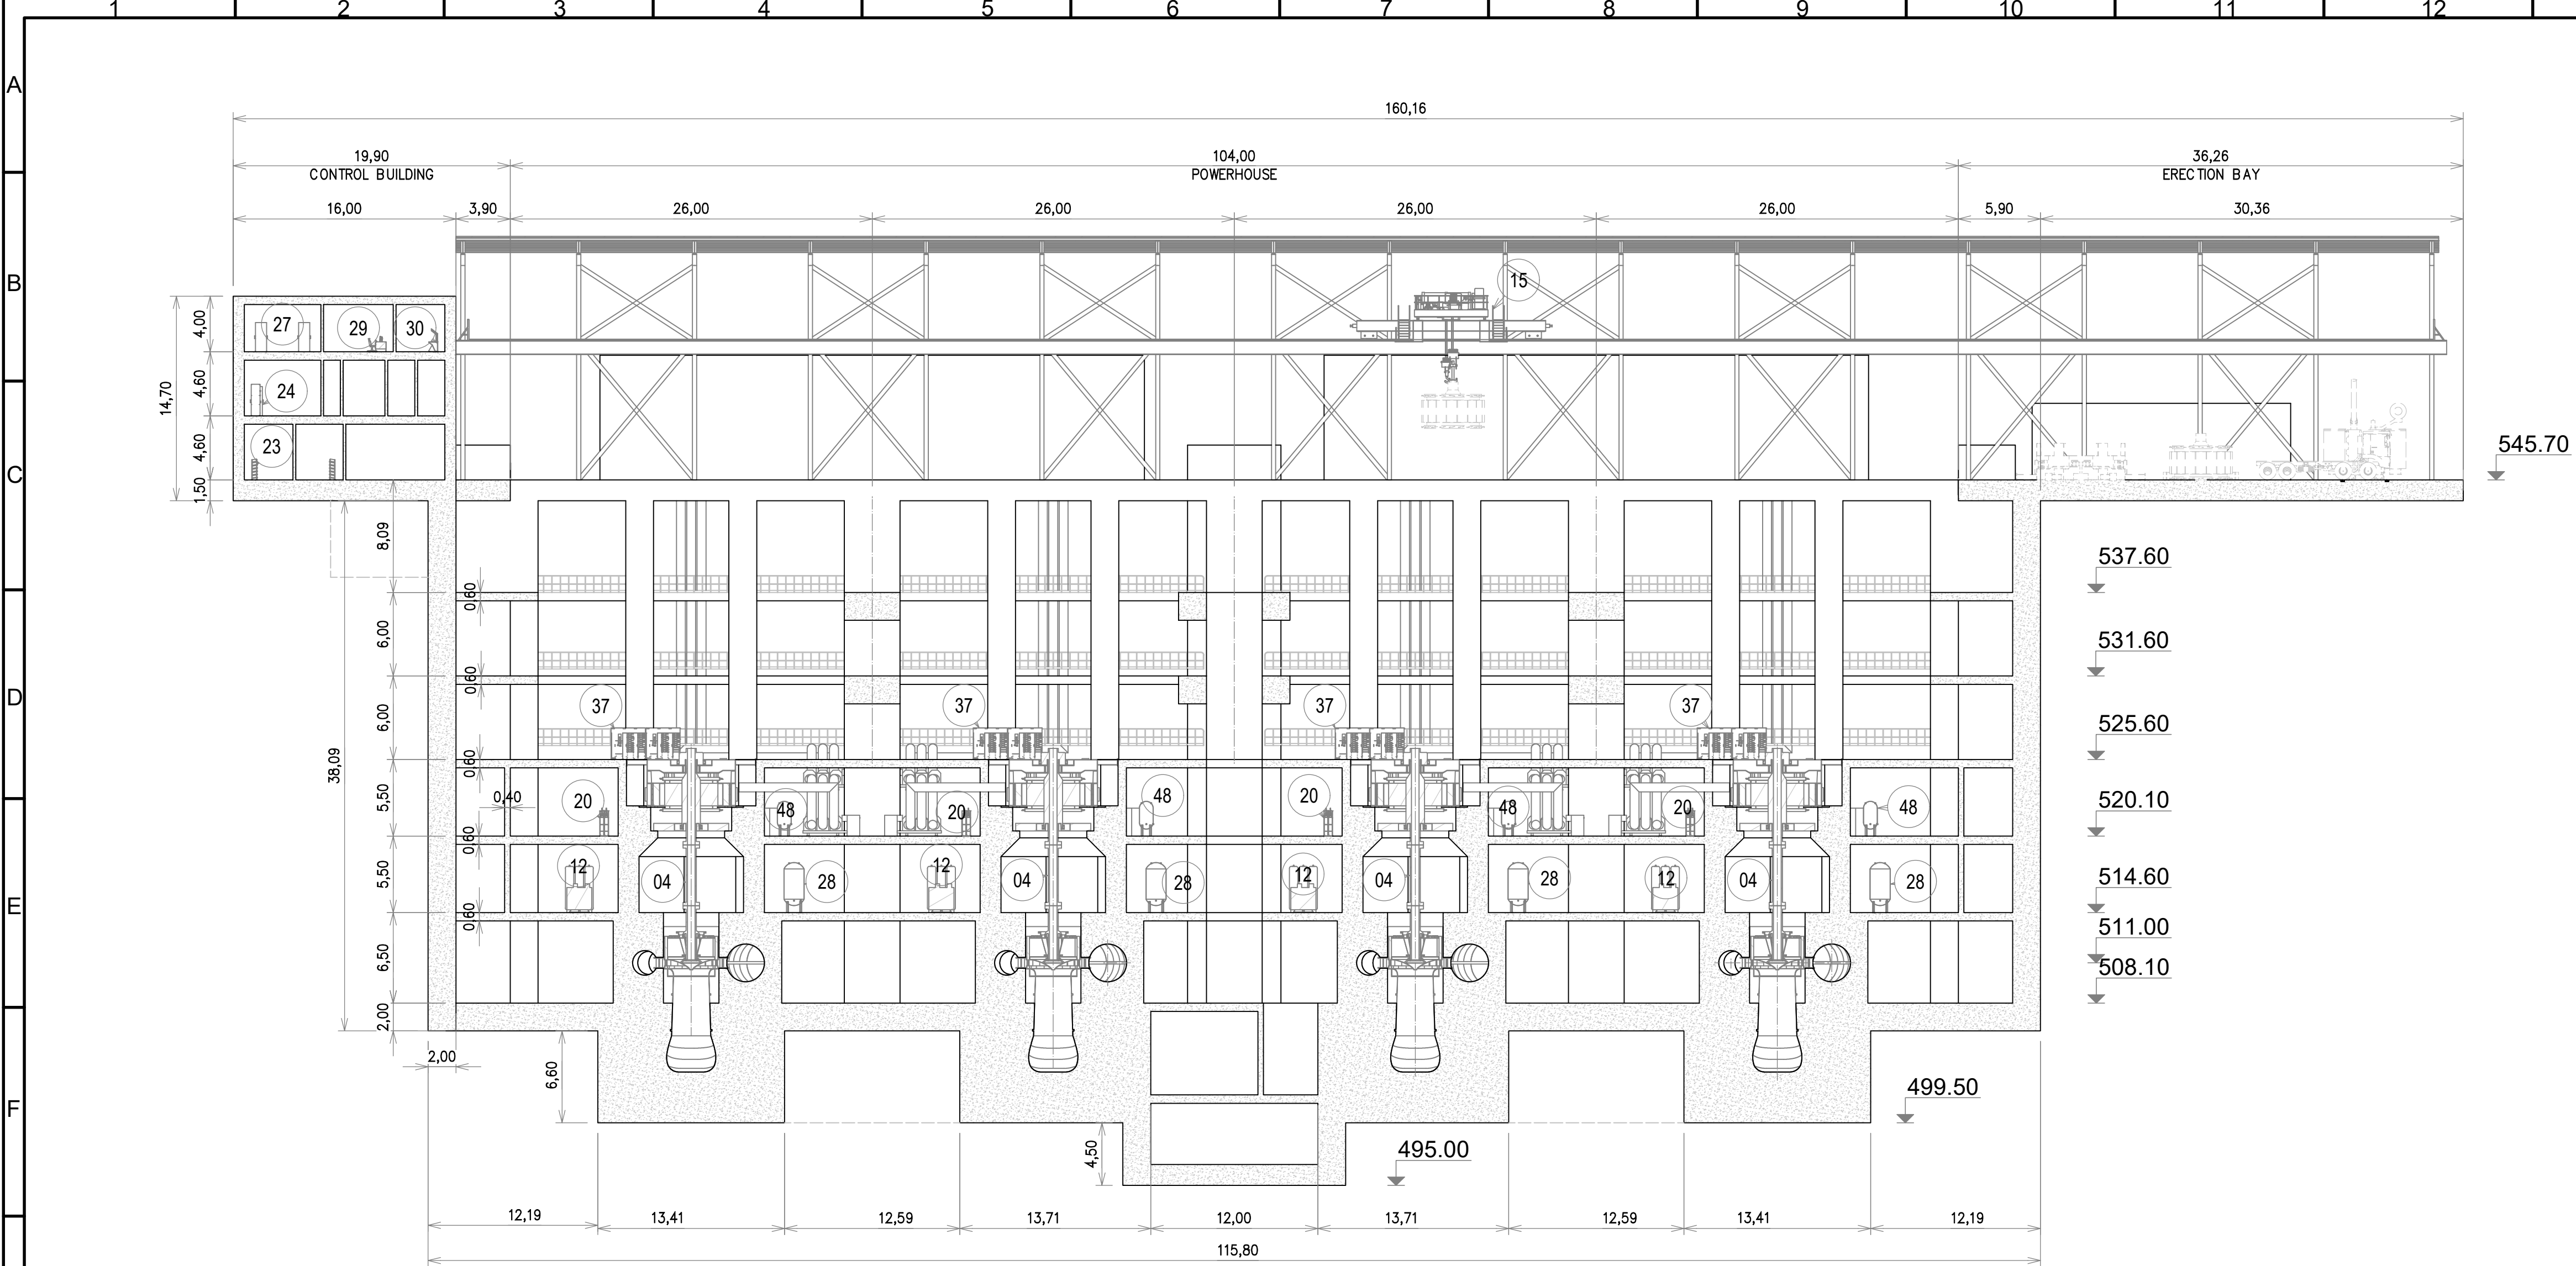 1 2 3 4 5 6 7 8 9 10 11 12
A
160,16
19,90 104,00 36,26
CONTROL BUILDING POWERHOUSE ERECTION BAY
16,00 3,90 26,00 26,00 26,00 26,00 5,90 30,36
B
15
27 29 30
4,00
24
4,60
14,70
23
4,60
545.70
C
1,50
8,09
537.60
0,60
6,00
531.60
0,60
D
37 37 37 37
6,00
525.60
0,60
38,09
5,50
0,40
20 48 20 48 20 48 20 48
520.10
0,60
12 04 28 12 04 28 12 04 28 12 04 28
5,50
514.60
E
0,60
511.00
6,50
508.10
2,00
2,00
6,60
499.50
F
4,50
495.00
12,19 13,41 12,59 13,71 12,00 13,71 12,59 13,41 12,19
115,80